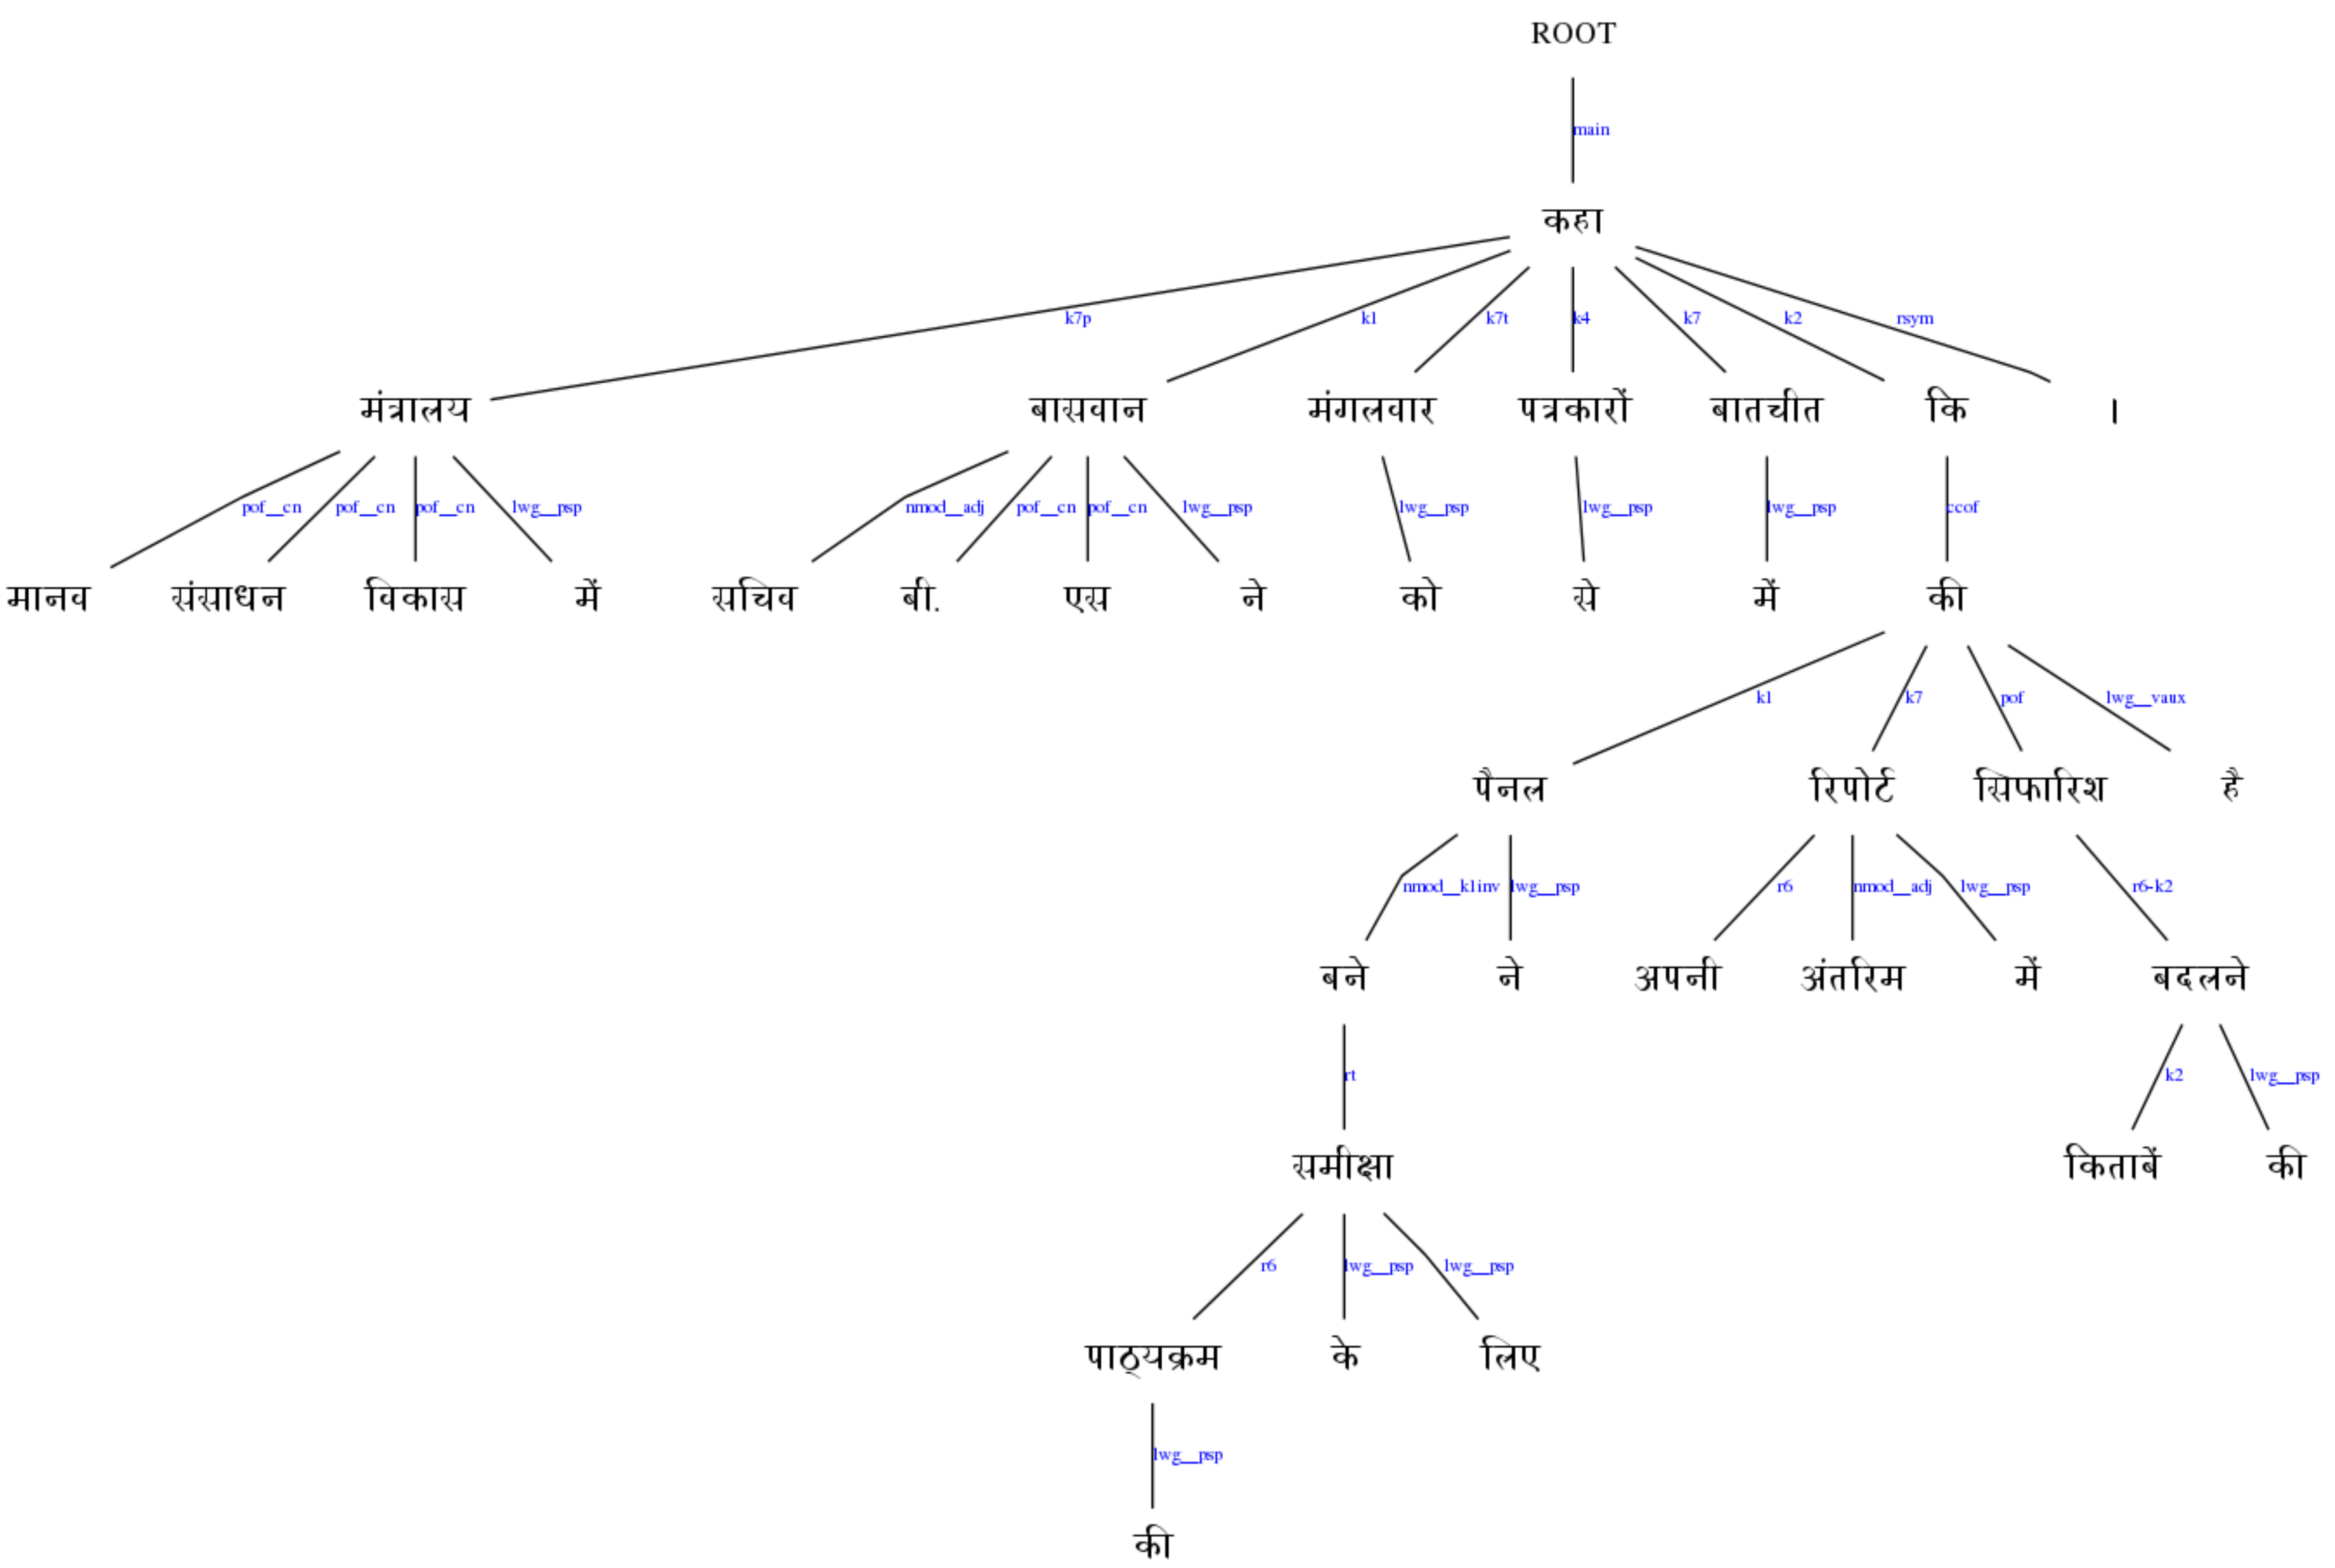 ROOT
main
कहा
k7p k1 k7t k4 k7 k2 rsym
मंत्रालय बासवान मंगलवार पत्रकारों बातचीत कि ।
pof__cn pof__cn pof__cn lwg__psp nmod__adj pof__cn pof__cn lwg__psp lwg__psp lwg__psp lwg__psp ccof
मानव संसाधन विकास में सचिव बी. एस ने को से में की
k1 k7 pof lwg__vaux
पैनल रिपोर्ट सिफारिश है
nmod__k1inv lwg__psp r6 nmod__adj lwg__psp r6-k2
बने ने अपनी अंतरिम में बदलने
rt k2 lwg__psp
समीक्षा किताबें की
r6 lwg__psp lwg__psp
पाठ्यक्रम के लिए
lwg__psp
की